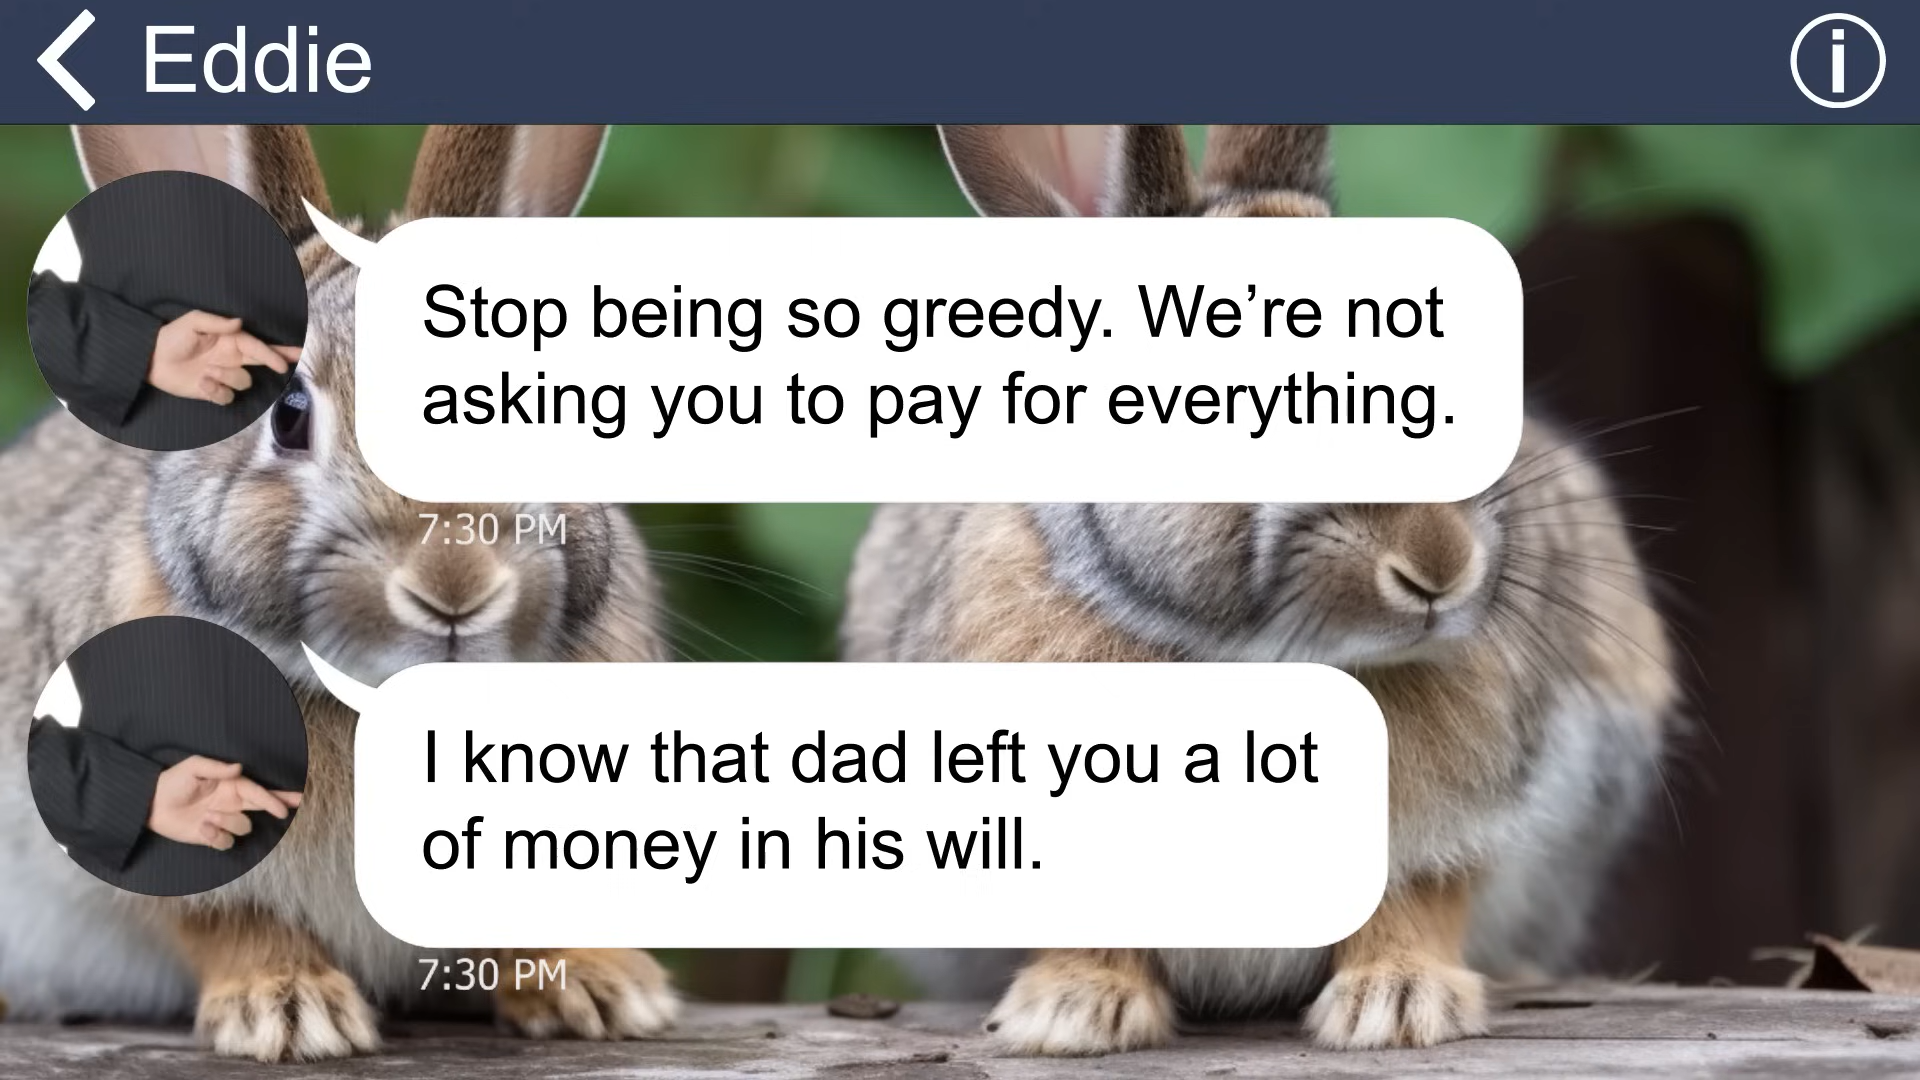 Eddie
Stop being so greedy. We’re not
asking you to pay for everything.
7:30 PM
I know that dad left you a lot
of money in his will.
7:30 PM